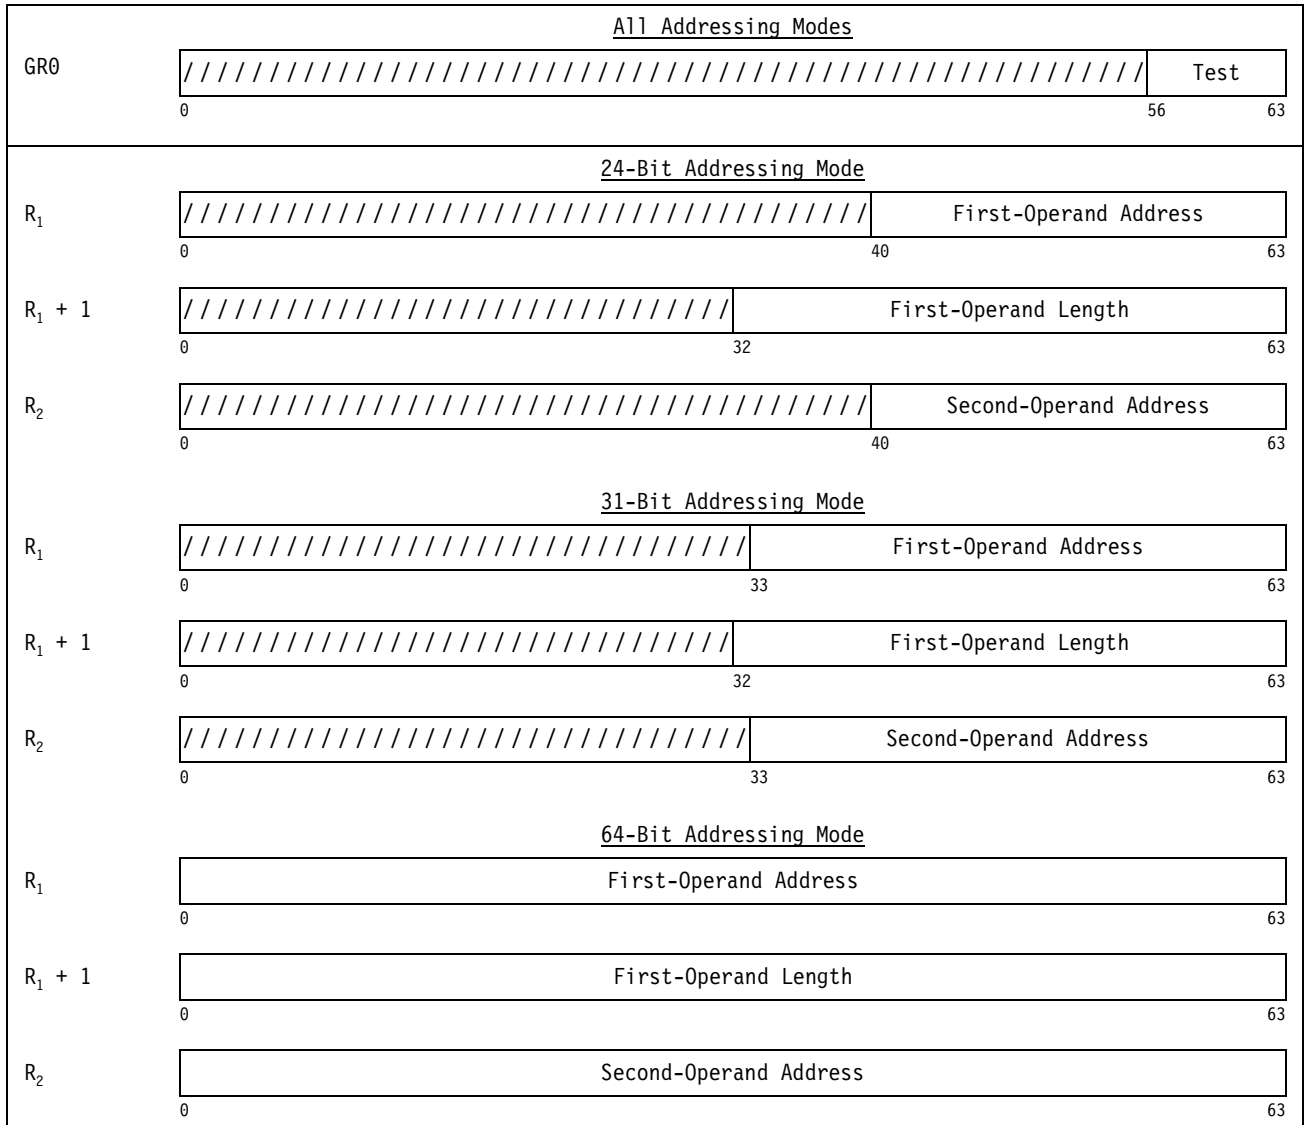 All Addressing Modes
GR0 //////////////////////////////////////////////////////// Test
0 56 63
24-Bit Addressing Mode
R₁ //////////////////////////////////////// First-Operand Address
0 40 63
R₁ + 1 //////////////////////////////// First-Operand Length
0 32 63
R₂ //////////////////////////////////////// Second-Operand Address
0 40 63
31-Bit Addressing Mode
R₁ ///////////////////////////////// First-Operand Address
0 33 63
R₁ + 1 //////////////////////////////// First-Operand Length
0 32 63
R₂ ///////////////////////////////// Second-Operand Address
0 33 63
64-Bit Addressing Mode
R₁ First-Operand Address
0 63
R₁ + 1 First-Operand Length
0 63
R₂ Second-Operand Address
0 63